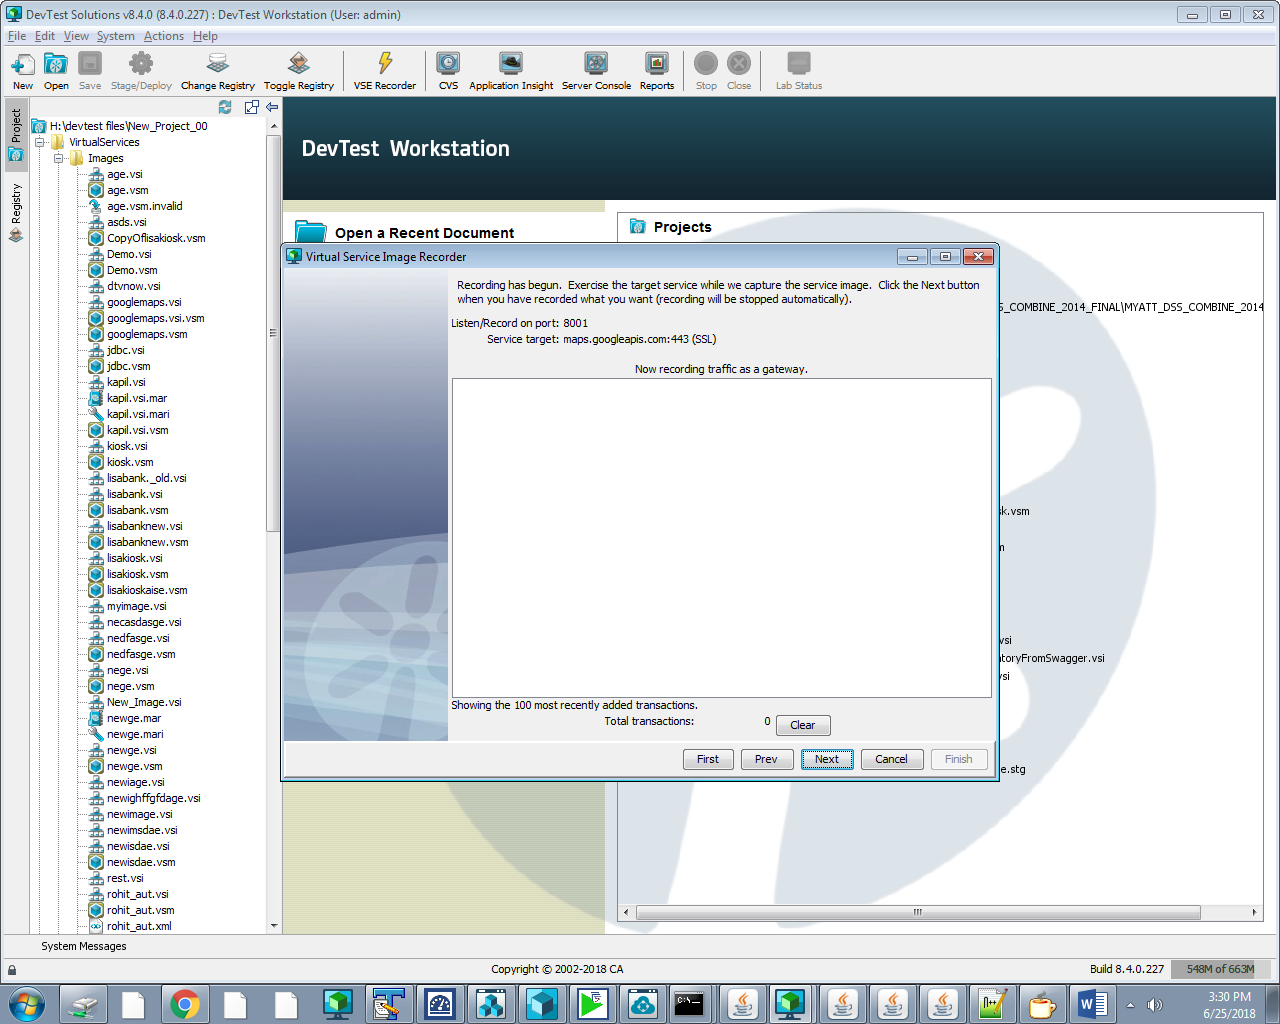 DevTest Solutions v8.4.0 (8.4.0.227) : DevTest Workstation (User: admin)
File Edit View System Actions Help
New Open Save Stage/Deploy Change Registry Toggle Registry VSE Recorder CVS Application Insight Server Console Reports Stop Close Lab Status
Project
Registry
H:\devtest files\New_Project_00
VirtualServices
Images
age.vsi
age.vsm
age.vsm.invalid
asds.vsi
CopyOflisakiosk.vsm
Demo.vsi
Demo.vsm
dtvnow.vsi
googlemaps.vsi
googlemaps.vsi.vsm
googlemaps.vsm
jdbc.vsi
jdbc.vsm
kapil.vsi
kapil.vsi.mar
kapil.vsi.mari
kapil.vsi.vsm
kiosk.vsi
kiosk.vsm
lisabank._old.vsi
lisabank.vsi
lisabank.vsm
lisabanknew.vsi
lisabanknew.vsm
lisakiosk.vsi
lisakiosk.vsm
lisakioskaise.vsm
myimage.vsi
necasdasge.vsi
nedfasge.vsi
nedfasge.vsm
nege.vsi
nege.vsm
New_Image.vsi
newge.mar
newge.mari
newge.vsi
newge.vsm
newiage.vsi
newighffgfdage.vsi
newimage.vsi
newimsdae.vsi
newisdae.vsi
newisdae.vsm
rest.vsi
rohit_aut.vsi
rohit_aut.vsm
rohit_aut.xml
DevTest Workstation
Open a Recent Document
Projects
S_COMBINE_2014_FINAL\MYATT_DSS_COMBINE_2014
sk.vsm
m
vsi
atoryFromSwagger.vsi
vsi
e.stg
Virtual Service Image Recorder
Recording has begun. Exercise the target service while we capture the service image. Click the Next button
when you have recorded what you want (recording will be stopped automatically).
Listen/Record on port: 8001
Service target: maps.googleapis.com:443 (SSL)
Now recording traffic as a gateway.
Showing the 100 most recently added transactions.
Total transactions: 0 Clear
First Prev Next Cancel Finish
System Messages
Copyright © 2002-2018 CA
Build 8.4.0.227 548M of 663M
3:30 PM
6/25/2018